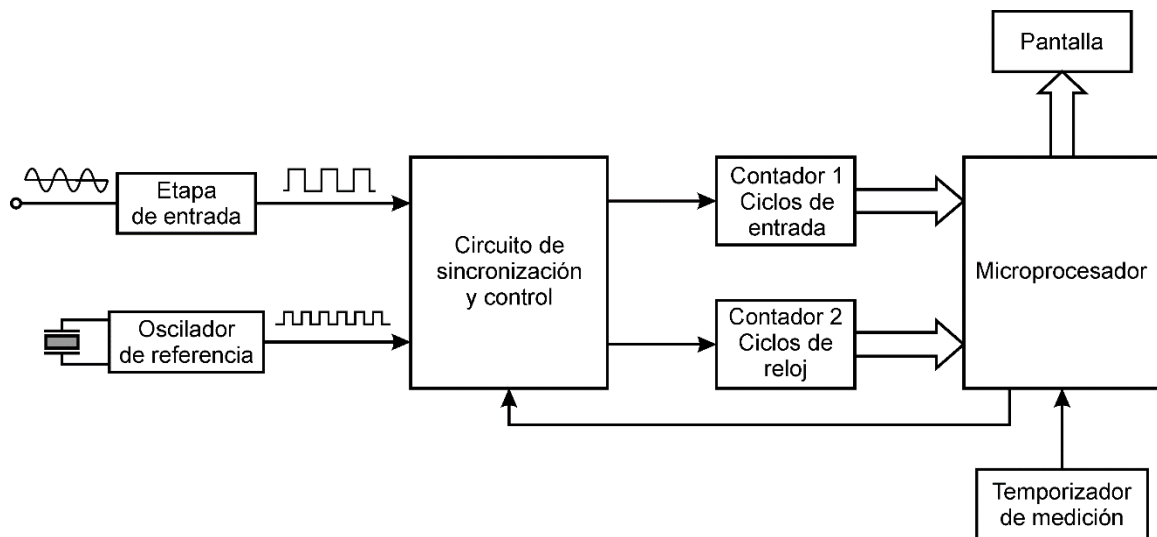 Pantalla
Etapa
de entrada
Circuito de
sincronización
y control
Contador 1
Ciclos de
entrada
Microprocesador
Oscilador
de referencia
Contador 2
Ciclos de
reloj
Temporizador
de medición